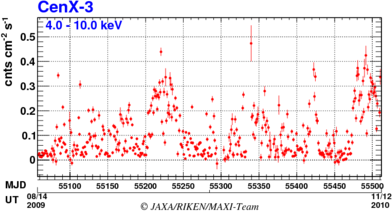 CenX-3
4.0 - 10.0 keV
cnts cm⁻² s⁻¹
0.5
0.4
0.3
0.2
0.1
0
MJD 55100 55150 55200 55250 55300 55350 55400 55450 55500
UT 08/14 2009 11/12 2010
© JAXA/RIKEN/MAXI-Team